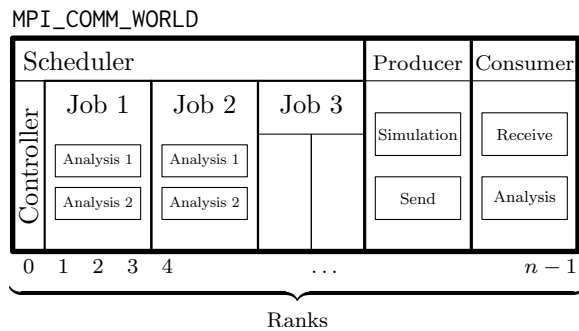 MPI_COMM_WORLD
Scheduler Producer Consumer
Controller
Job 1 Job 2 Job 3
Simulation Receive
Analysis 1 Analysis 1
Analysis 2 Analysis 2 Send Analysis
0 1 2 3 4 ... n − 1
Ranks